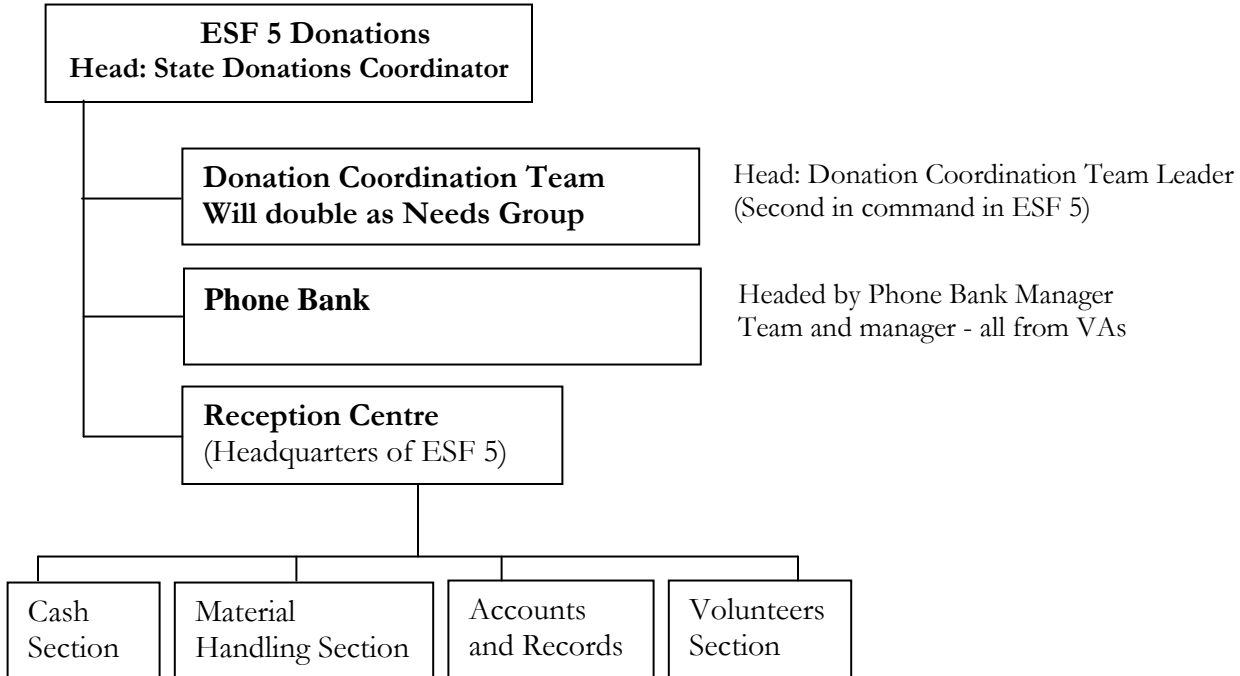 ESF 5 Donations
Head: State Donations Coordinator
Donation Coordination Team
Will double as Needs Group
Head: Donation Coordination Team Leader
(Second in command in ESF 5)
Phone Bank
Headed by Phone Bank Manager
Team and manager - all from VAs
Reception Centre
(Headquarters of ESF 5)
Cash
Section
Material
Handling Section
Accounts
and Records
Volunteers
Section